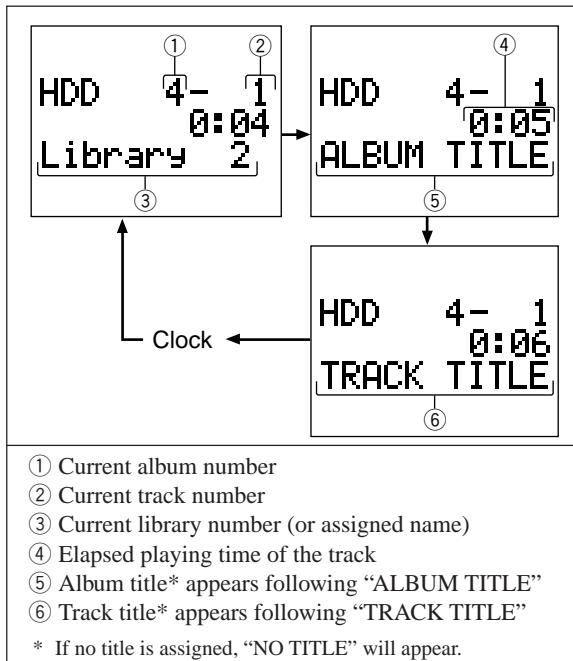 ① ②
HDD 4- 1
0:04
Library 2
③
④
HDD 4- 1
0:05
ALBUM TITLE
⑤
HDD 4- 1
0:06
TRACK TITLE
⑥
Clock
① Current album number
② Current track number
③ Current library number (or assigned name)
④ Elapsed playing time of the track
⑤ Album title* appears following “ALBUM TITLE”
⑥ Track title* appears following “TRACK TITLE”
* If no title is assigned, “NO TITLE” will appear.